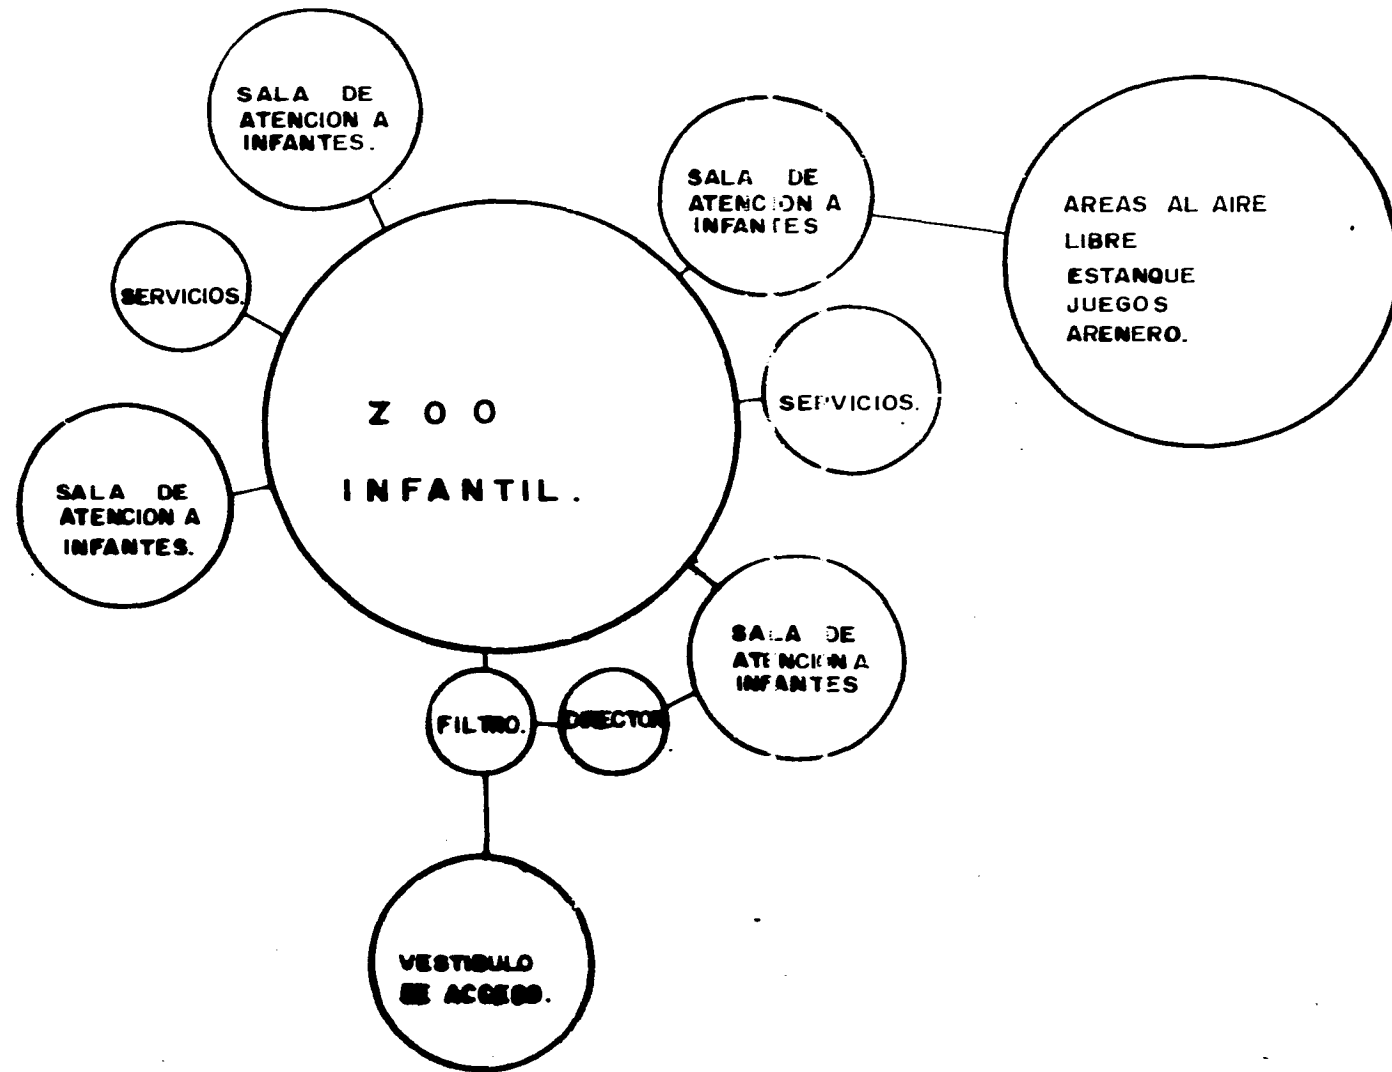 SALA DE
ATENCION A
INFANTES.
SALA DE
ATENCION A
INFANTES
AREAS AL AIRE
LIBRE
ESTANQUE
JUEGOS
ARENERO.
SERVICIOS.
SERVICIOS.
ZOO
INFANTIL.
SALA DE
ATENCION A
INFANTES.
SALA DE
ATENCION A
INFANTES
FILTRO.
DIRECTOR
VESTIBULO
DE ACCESO.